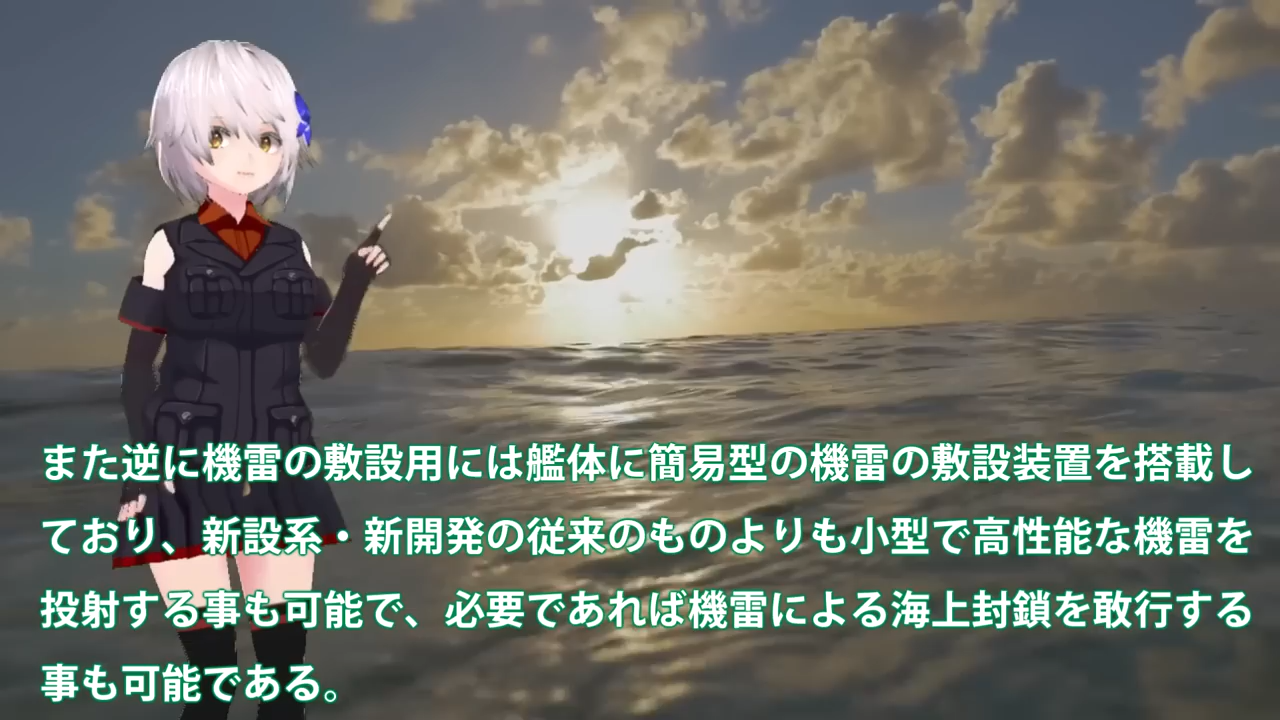 また逆に機雷の敷設用には艦体に簡易型の機雷の敷設装置を搭載し
ており、新設系・新開発の従来のものよりも小型で高性能な機雷を
投射する事も可能で、必要であれば機雷による海上封鎖を敢行する
事も可能である。